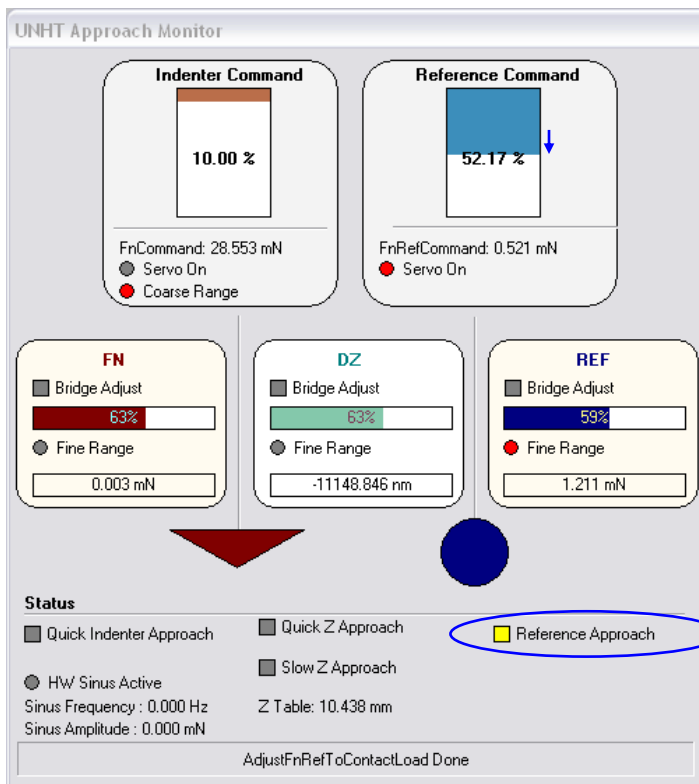 UNHT Approach Monitor
Indenter Command
10.00 %
FnCommand: 28.553 mN
Servo On
Coarse Range
Reference Command
52.17 %
FnRefCommand: 0.521 mN
Servo On
FN
Bridge Adjust
63%
Fine Range
0.003 mN
DZ
Bridge Adjust
63%
Fine Range
-11148.846 nm
REF
Bridge Adjust
59%
Fine Range
1.211 mN
Status
Quick Indenter Approach
HW Sinus Active
Sinus Frequency : 0.000 Hz
Sinus Amplitude : 0.000 mN
Quick Z Approach
Slow Z Approach
Z Table: 10.438 mm
Reference Approach
AdjustFnRefToContactLoad Done